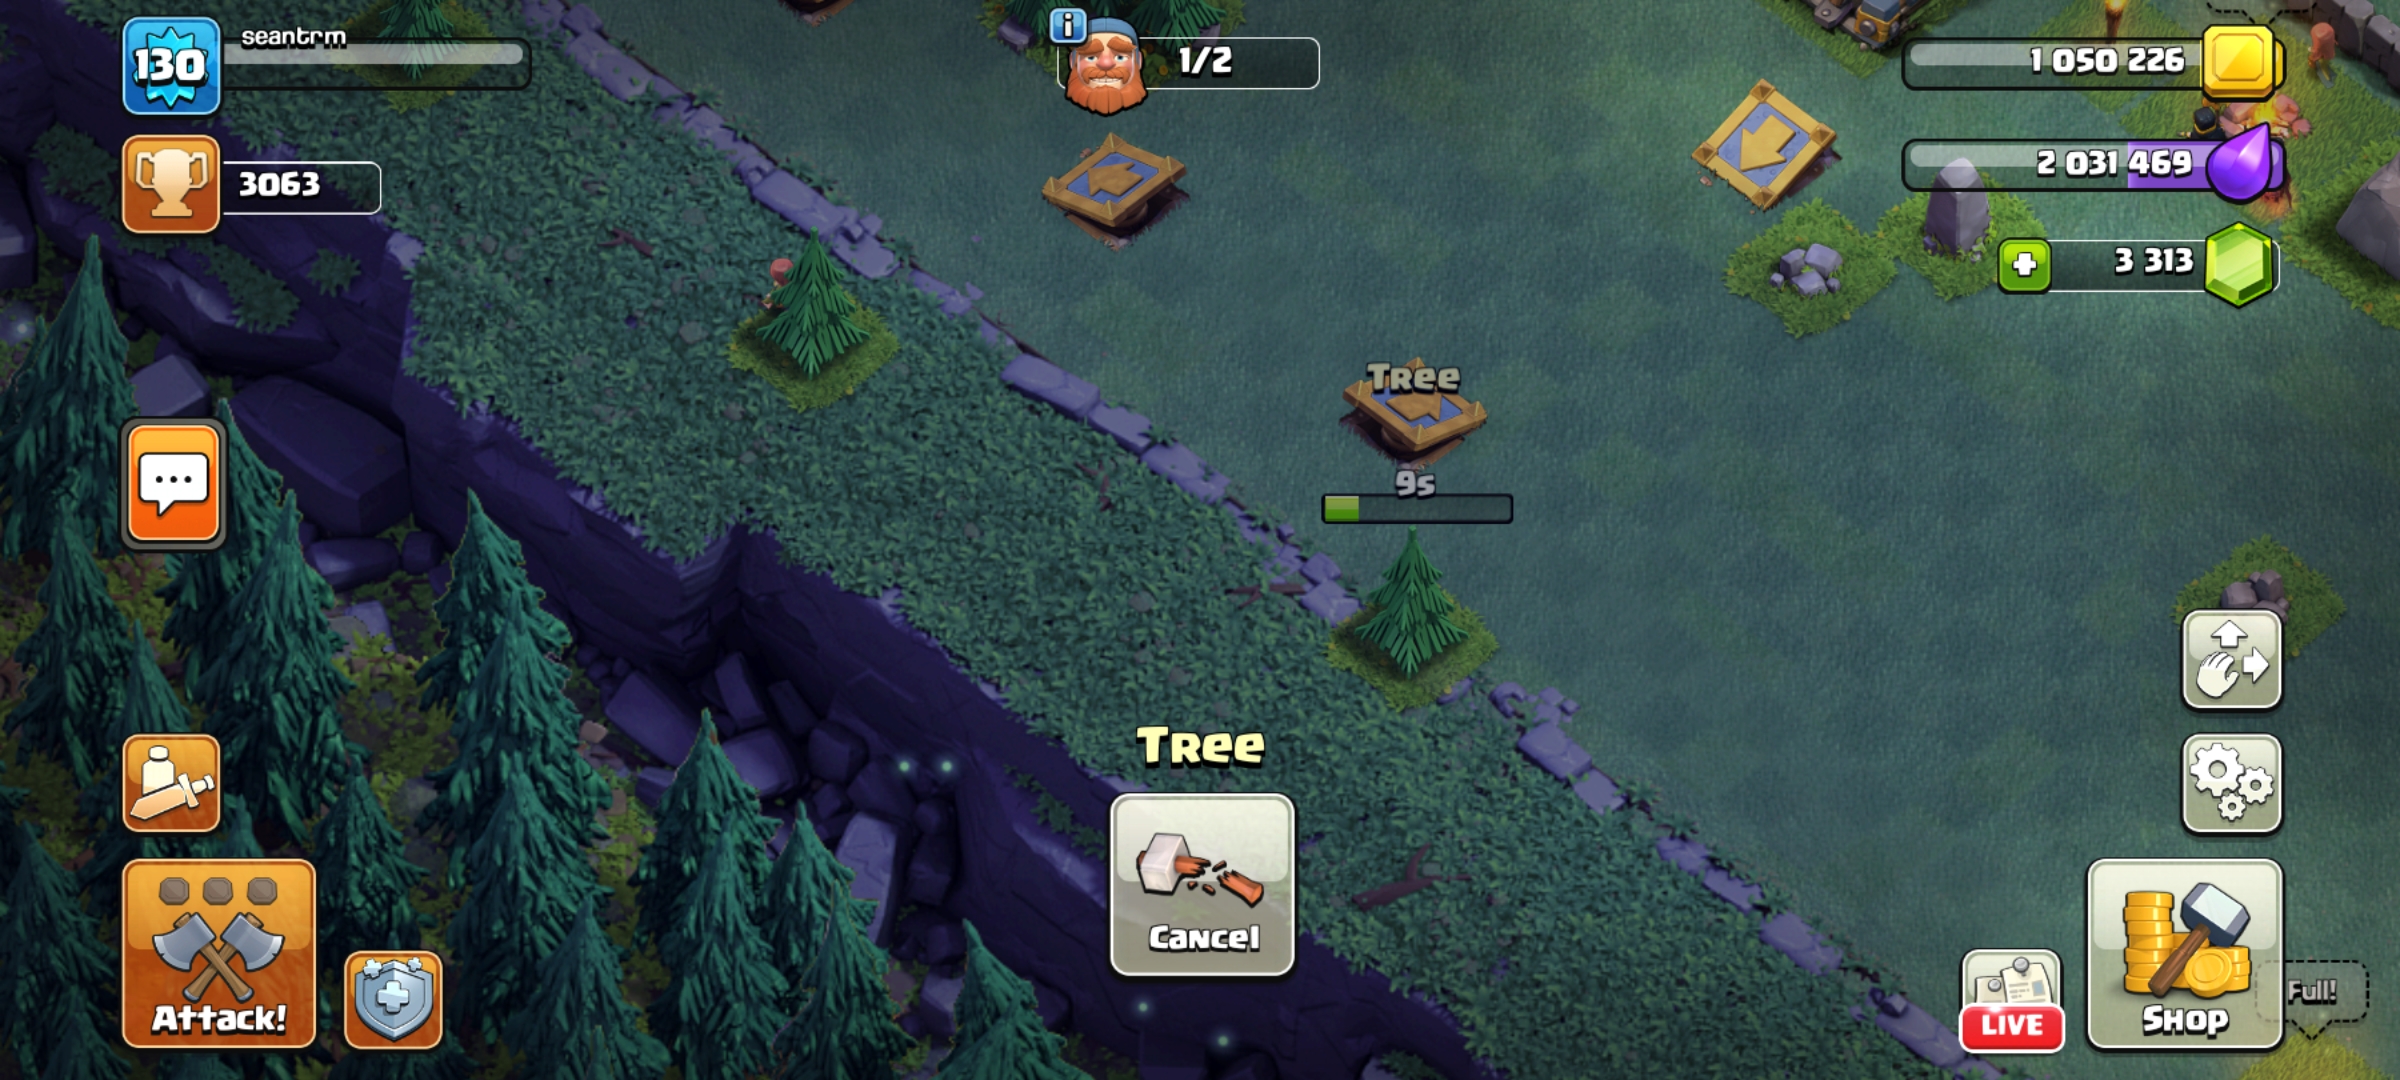 seantrm
130
1/2
1 050 226
3063
2 031 469
3 313
Tree
9s
Tree
Cancel
Attack!
LIVE
Shop
Full!